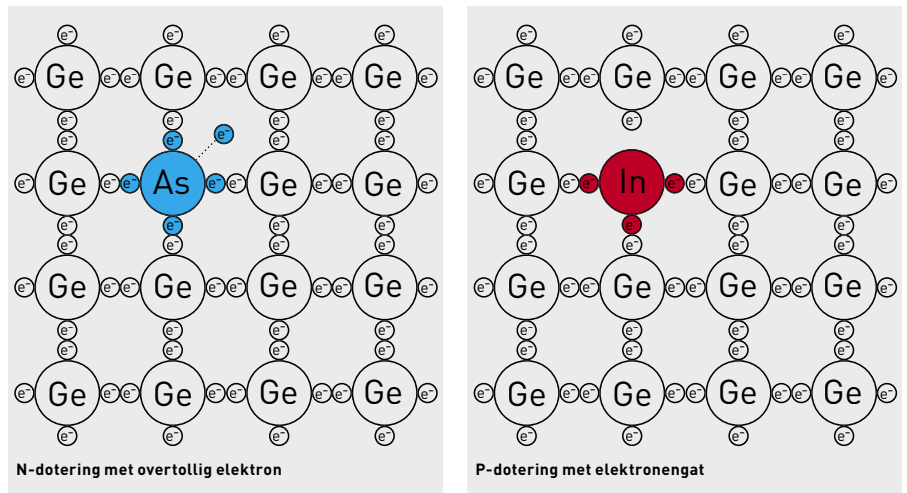 e⁻ e⁻ e⁻ e⁻
e⁻ Ge e⁻ e⁻ Ge e⁻ e⁻ Ge e⁻ e⁻ Ge e⁻
e⁻ e⁻ e⁻ e⁻
e⁻
e⁻ e⁻ e⁻ e⁻
e⁻ Ge e⁻ e⁻ As e⁻ e⁻ Ge e⁻ e⁻ Ge e⁻
e⁻ e⁻ e⁻ e⁻
e⁻ e⁻ e⁻ e⁻
e⁻ Ge e⁻ e⁻ Ge e⁻ e⁻ Ge e⁻ e⁻ Ge e⁻
e⁻ e⁻ e⁻ e⁻
e⁻ e⁻ e⁻ e⁻
e⁻ Ge e⁻ e⁻ Ge e⁻ e⁻ Ge e⁻ e⁻ Ge e⁻
e⁻ e⁻ e⁻ e⁻
N-dotering met overtollig elektron
e⁻ e⁻ e⁻ e⁻
e⁻ Ge e⁻ e⁻ Ge e⁻ e⁻ Ge e⁻ e⁻ Ge e⁻
e⁻ e⁻ e⁻ e⁻
e⁻ e⁻ e⁻
e⁻ Ge e⁻ e⁻ In e⁻ e⁻ Ge e⁻ e⁻ Ge e⁻
e⁻ e⁻ e⁻ e⁻
e⁻ e⁻ e⁻ e⁻
e⁻ Ge e⁻ e⁻ Ge e⁻ e⁻ Ge e⁻ e⁻ Ge e⁻
e⁻ e⁻ e⁻ e⁻
e⁻ e⁻ e⁻ e⁻
e⁻ Ge e⁻ e⁻ Ge e⁻ e⁻ Ge e⁻ e⁻ Ge e⁻
e⁻ e⁻ e⁻ e⁻
P-dotering met elektronengat